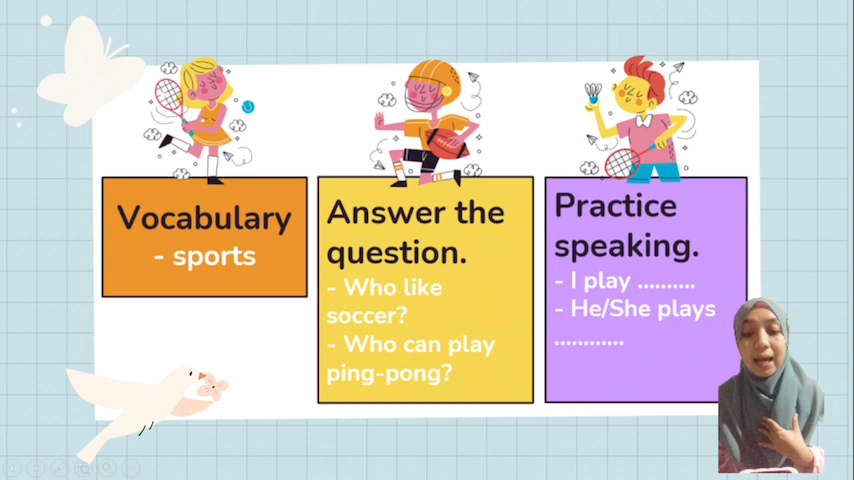 Vocabulary
- sports
Answer the
question.
- Who like
soccer?
- Who can play
ping-pong?
Practice
speaking.
- I play ..........
- He/She plays
............